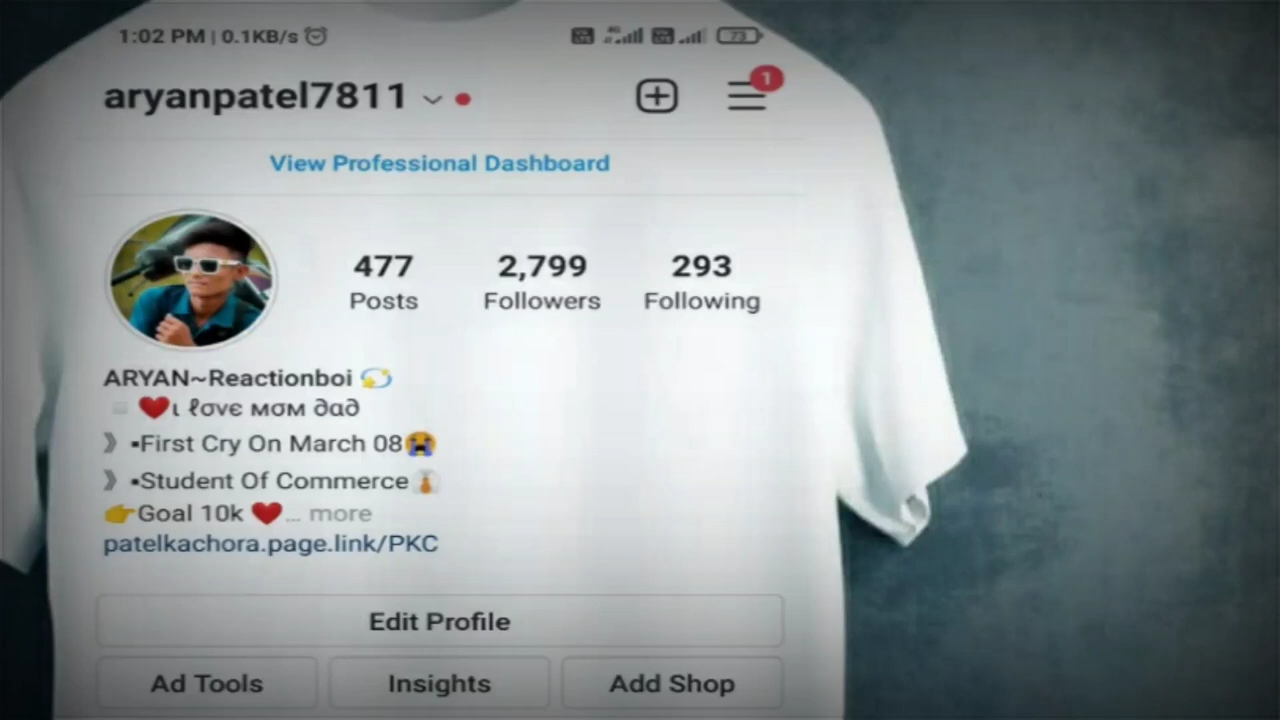 1:02 PM | 0.1KB/s
73
aryanpatel7811
1
View Professional Dashboard
477 2,799 293
Posts Followers Following
ARYAN~Reactionboi 💫
❤️ι ℓσνє мσм ∂α∂
》▪️First Cry On March 08😭
》▪️Student Of Commerce👔
👉Goal 10k ❤️... more
patelkachora.page.link/PKC
Edit Profile
Ad Tools Insights Add Shop